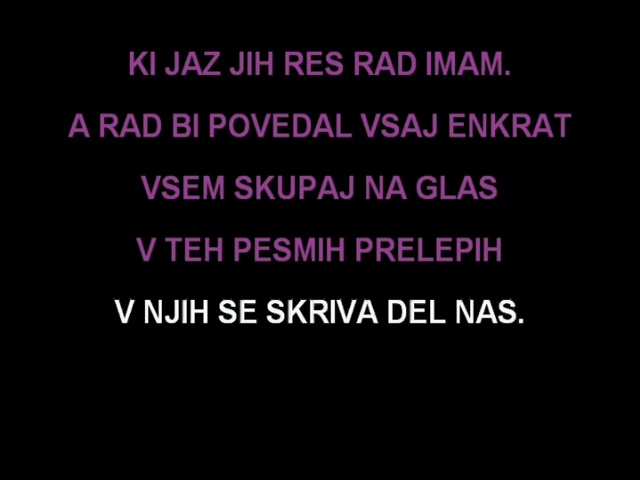 KI JAZ JIH RES RAD IMAM.
A RAD BI POVEDAL VSAJ ENKRAT
VSEM SKUPAJ NA GLAS
V TEH PESMIH PRELEPIH
V NJIH SE SKRIVA DEL NAS.